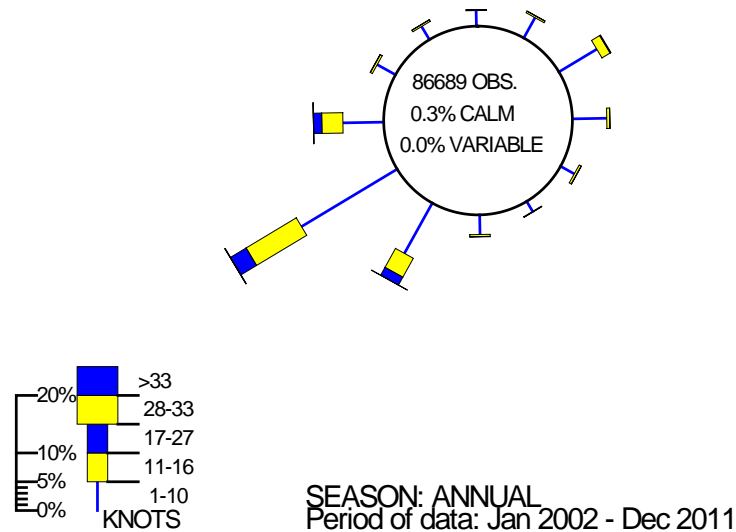 86689 OBS.
0.3% CALM
0.0% VARIABLE
>33
20%
28-33
17-27
10%
11-16
5%
1-10
0%
KNOTS
SEASON: ANNUAL
Period of data: Jan 2002 - Dec 2011